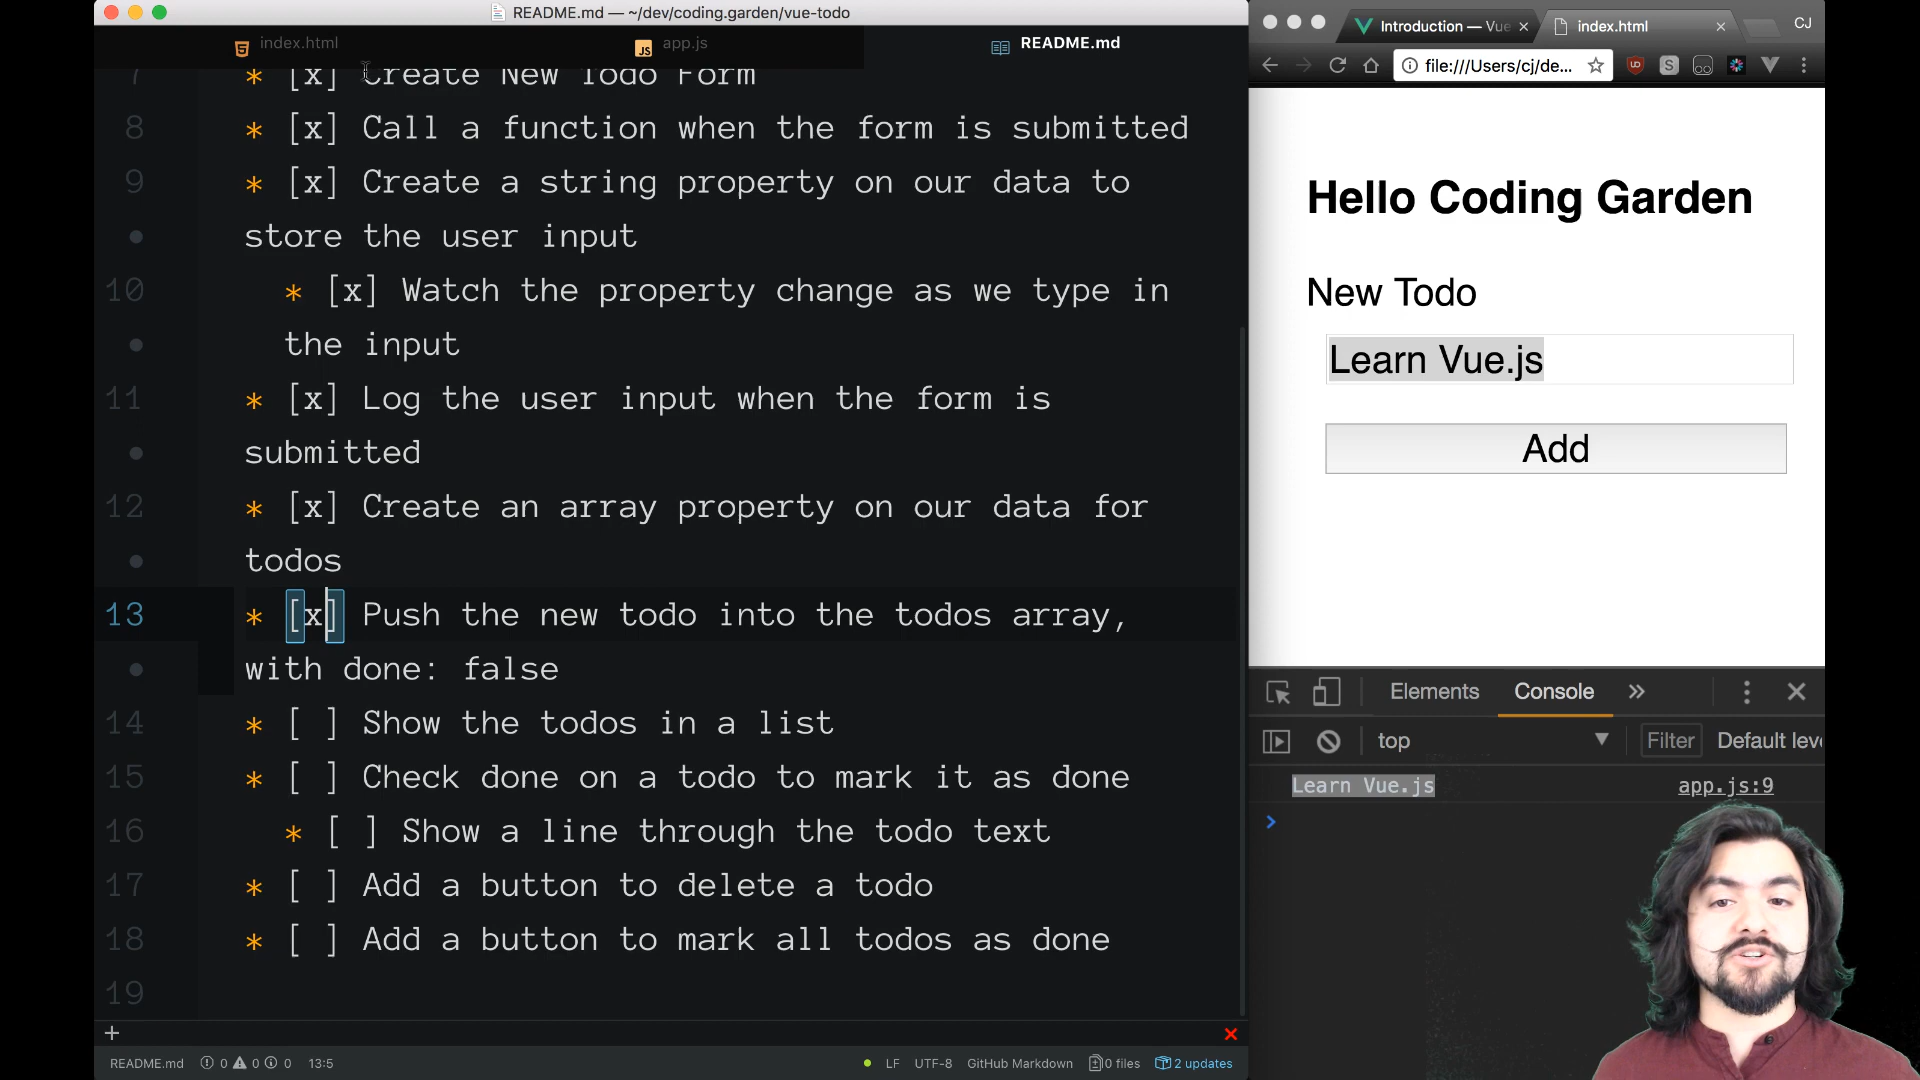 README.md — ~/dev/coding.garden/vue-todo
index.html
app.js
README.md
7 * [x] Create New Todo Form
8 * [x] Call a function when the form is submitted
9 * [x] Create a string property on our data to
store the user input
10 * [x] Watch the property change as we type in
the input
11 * [x] Log the user input when the form is
submitted
12 * [x] Create an array property on our data for
todos
13 * [x] Push the new todo into the todos array,
with done: false
14 * [ ] Show the todos in a list
15 * [ ] Check done on a todo to mark it as done
16 * [ ] Show a line through the todo text
17 * [ ] Add a button to delete a todo
18 * [ ] Add a button to mark all todos as done
19
README.md 0 0 0 13:5
LF UTF-8 GitHub Markdown 0 files 2 updates
Introduction — Vue
index.html
CJ
file:///Users/cj/de...
Hello Coding Garden
New Todo
Learn Vue.js
Add
Elements Console
top Filter Default leve
Learn Vue.js app.js:9